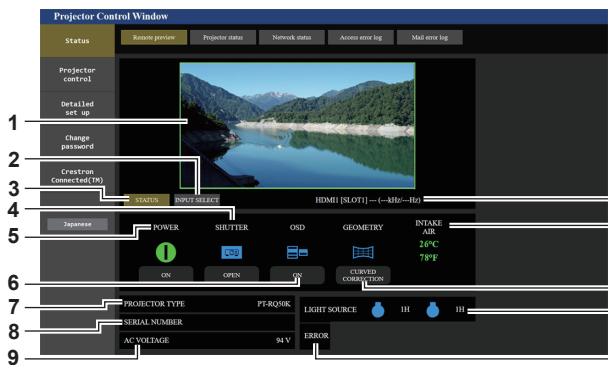 Projector Control Window
Status
Remote preview
Projector status
Network status
Access error log
Mail error log
Projector
control
Detailed
set up
Change
password
Crestron
Connected(TM)
Japanese
1
2
3
4
5
6
7
8
9
STATUS
INPUT SELECT
HDMI1 [SLOT1] --- (---kHz/---Hz)
POWER
SHUTTER
OSD
GEOMETRY
INTAKE
AIR
26°C
78°F
ON
OPEN
ON
CURVED
CORRECTION
PROJECTOR TYPE PT-RQ50K
SERIAL NUMBER
AC VOLTAGE 94 V
LIGHT SOURCE 1H 1H
ERROR